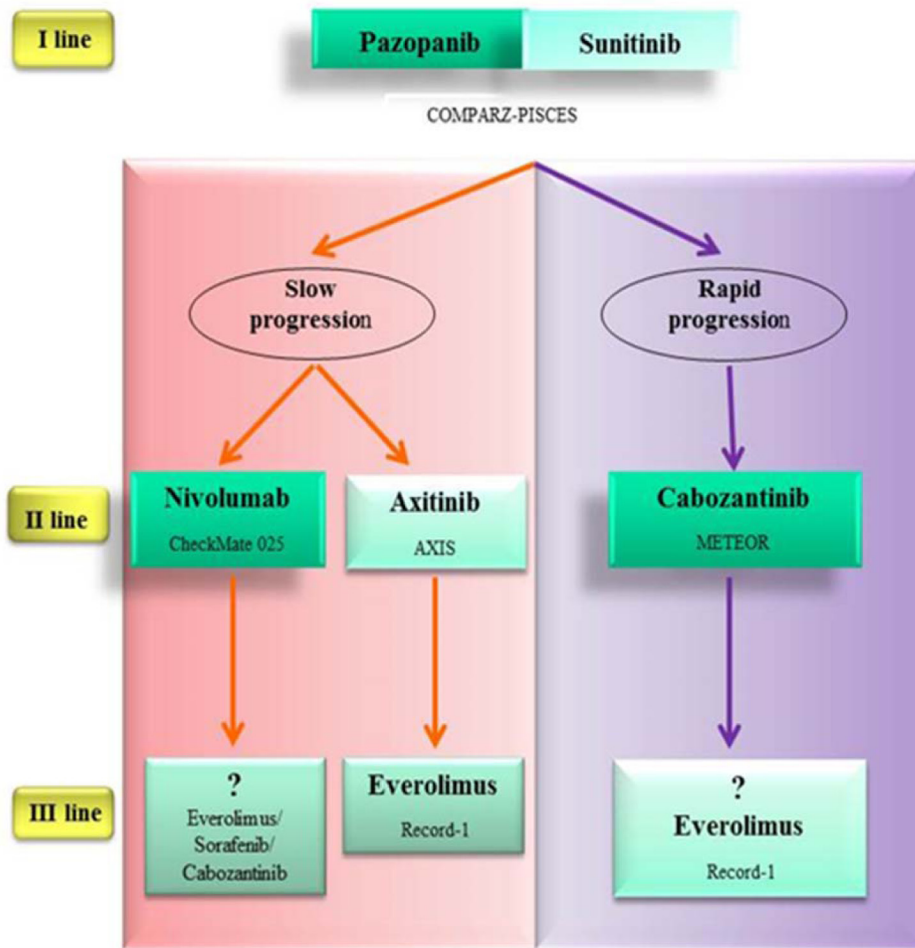 I line
Pazopanib
Sunitinib
COMPARZ-PISCES
Slow
progression
Rapid
progression
II line
Nivolumab
CheckMate 025
Axitinib
AXIS
Cabozantinib
METEOR
III line
?
Everolimus/
Sorafenib/
Cabozantinib
Everolimus
Record-1
?
Everolimus
Record-1